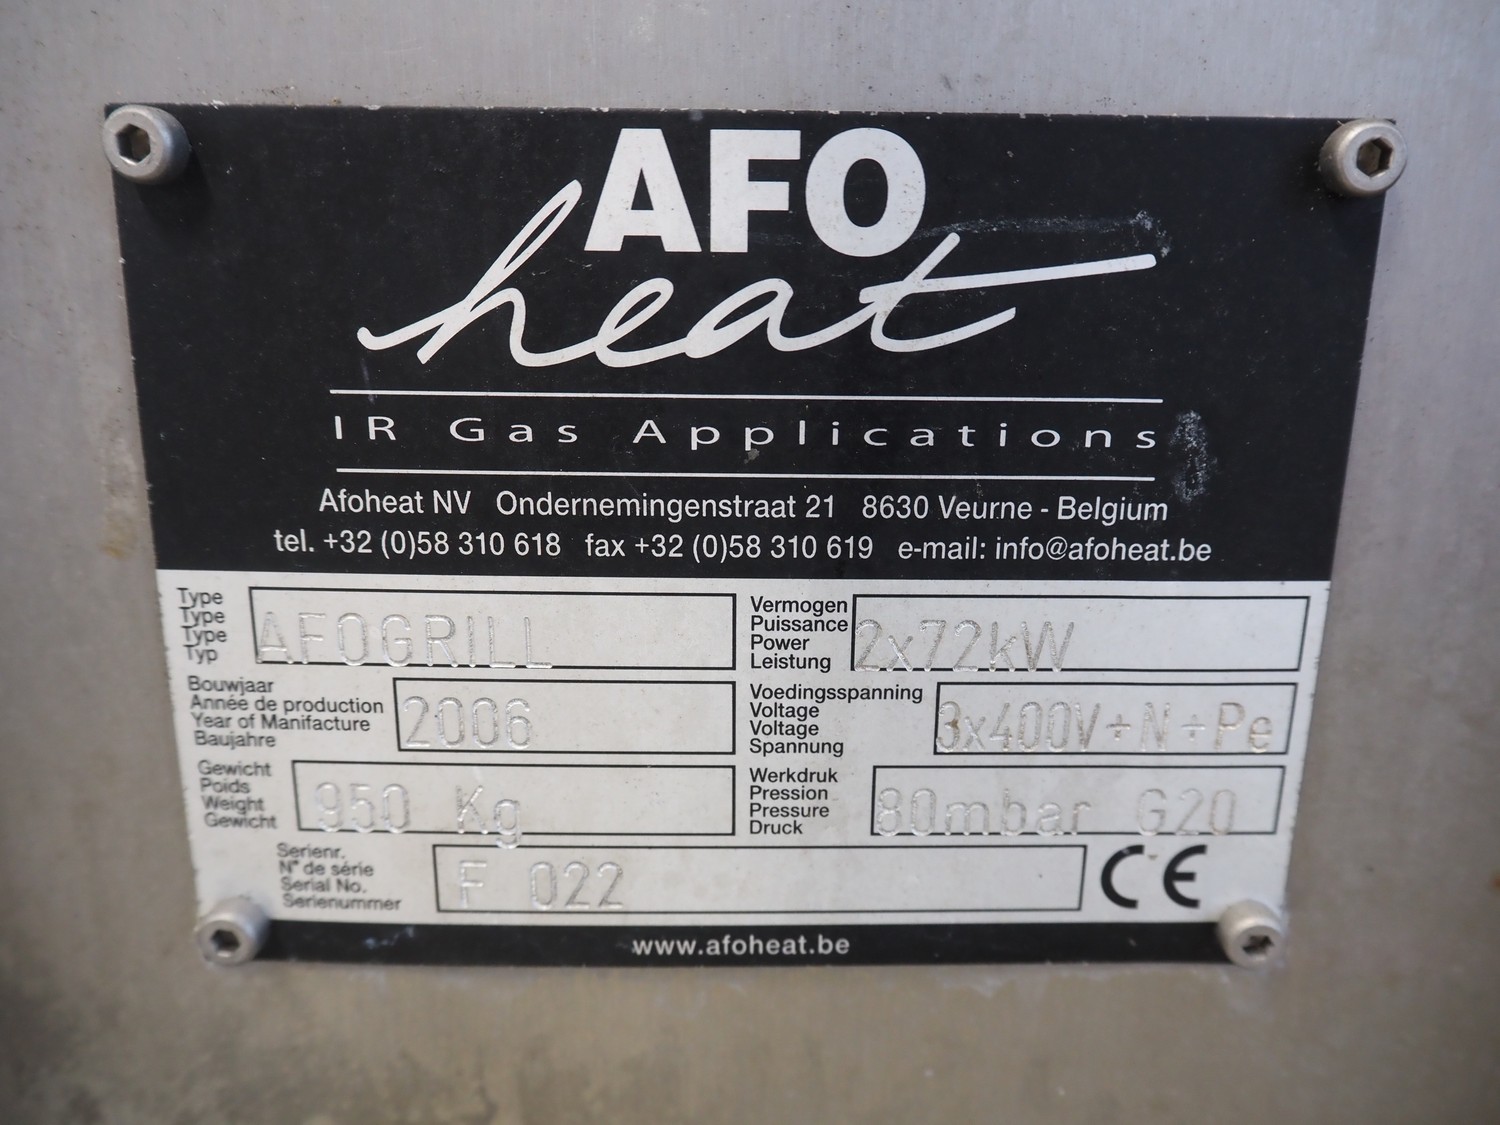 AFO
heat
IR Gas Applications
Afoheat NV Ondernemingenstraat 21 8630 Veurne - Belgium
tel. +32 (0)58 310 618 fax +32 (0)58 310 619 e-mail: info@afoheat.be
Type
Type
Type
Typ
AFOGRILL
Vermogen
Puissance
Power
Leistung
2x72kW
Bouwjaar
Année de production
Year of Manifacture
Baujahre
2006
Voedingsspanning
Voltage
Voltage
Spannung
3x400V+N+Pe
Gewicht
Poids
Weight
Gewicht
950 Kg
Werkdruk
Pression
Pressure
Druck
80mbar G20
Serienr.
N° de série
Serial No.
Serienummer
F 022
CE
www.afoheat.be